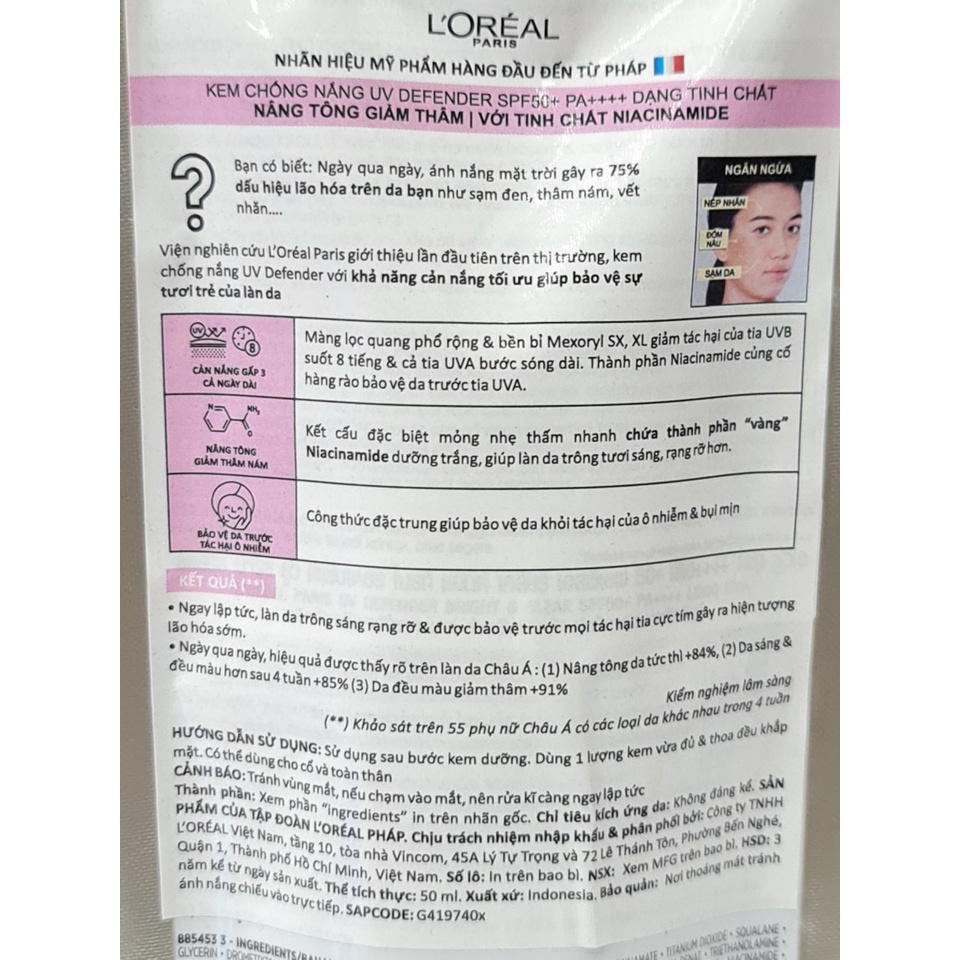 L'ORÉAL
PARIS
NHÃN HIỆU MỸ PHẨM HÀNG ĐẦU ĐẾN TỪ PHÁP
KEM CHỐNG NẮNG UV DEFENDER SPF50+ PA++++ DẠNG TINH CHẤT
NÂNG TÔNG GIẢM THÂM | VỚI TINH CHẤT NIACINAMIDE
Bạn có biết: Ngày qua ngày, ánh nắng mặt trời gây ra 75%
dấu hiệu lão hóa trên da bạn như sạm đen, thâm nám, vết
nhăn....
NGĂN NGỪA
NẾP NHĂN
ĐỐM
NÂU
SẠM DA
Viện nghiên cứu L'Oréal Paris giới thiệu lần đầu tiên trên thị trường, kem
chống nắng UV Defender với khả năng cản nắng tối ưu giúp bảo vệ sự
tươi trẻ của làn da
UV
8
CẢN NẮNG GẤP 3
CẢ NGÀY DÀI
Màng lọc quang phổ rộng & bền bỉ Mexoryl SX, XL giảm tác hại của tia UVB
suốt 8 tiếng & cả tia UVA bước sóng dài. Thành phần Niacinamide củng cố
hàng rào bảo vệ da trước tia UVA.
N
NH₂
O
NÂNG TÔNG
GIẢM THÂM NÁM
Kết cấu đặc biệt mỏng nhẹ thấm nhanh chứa thành phần "vàng"
Niacinamide dưỡng trắng, giúp làn da trông tươi sáng, rạng rỡ hơn.
BẢO VỆ DA TRƯỚC
TÁC HẠI Ô NHIỄM
Công thức đặc trưng giúp bảo vệ da khỏi tác hại của ô nhiễm & bụi mịn
KẾT QUẢ (**)
• Ngay lập tức, làn da trông sáng rạng rỡ & được bảo vệ trước mọi tác hại tia cực tím gây ra hiện tượng
lão hóa sớm.
• Ngày qua ngày, hiệu quả được thấy rõ trên làn da Châu Á : (1) Nâng tông da tức thì +84%, (2) Da sáng &
đều màu hơn sau 4 tuần +85% (3) Da đều màu giảm thâm +91%
Kiểm nghiệm lâm sàng
(**) Khảo sát trên 55 phụ nữ Châu Á có các loại da khác nhau trong 4 tuần
HƯỚNG DẪN SỬ DỤNG: Sử dụng sau bước kem dưỡng. Dùng 1 lượng kem vừa đủ & thoa đều khắp
mặt. Có thể dùng cho cổ và toàn thân
CẢNH BÁO: Tránh vùng mắt, nếu chạm vào mắt, nên rửa kĩ càng ngay lập tức
Thành phần: Xem phần "ingredients" in trên nhãn gốc. Chỉ tiêu kích ứng da: Không đáng kể. SẢN
PHẨM CỦA TẬP ĐOÀN L'ORÉAL PHÁP. Chịu trách nhiệm nhập khẩu & phân phối bởi: Công ty TNHH
L'ORÉAL Việt Nam, tầng 10, tòa nhà Vincom, 45A Lý Tự Trọng và 72 Lê Thánh Tôn, Phường Bến Nghé,
Quận 1, Thành phố Hồ Chí Minh, Việt Nam. Số lô: In trên bao bì. NSX: Xem MFG trên bao bì. HSD: 3
năm kể từ ngày sản xuất. Thể tích thực: 50 ml. Xuất xứ: Indonesia. Bảo quản: Nơi thoáng mát tránh
ánh nắng chiếu vào trực tiếp. SAPCODE: G419740x
885453 3 - INGREDIENTS/ • TITANIUM DIOXIDE • SQUALANE •
GLYCERIN • • TRIETHANOLAMINE •